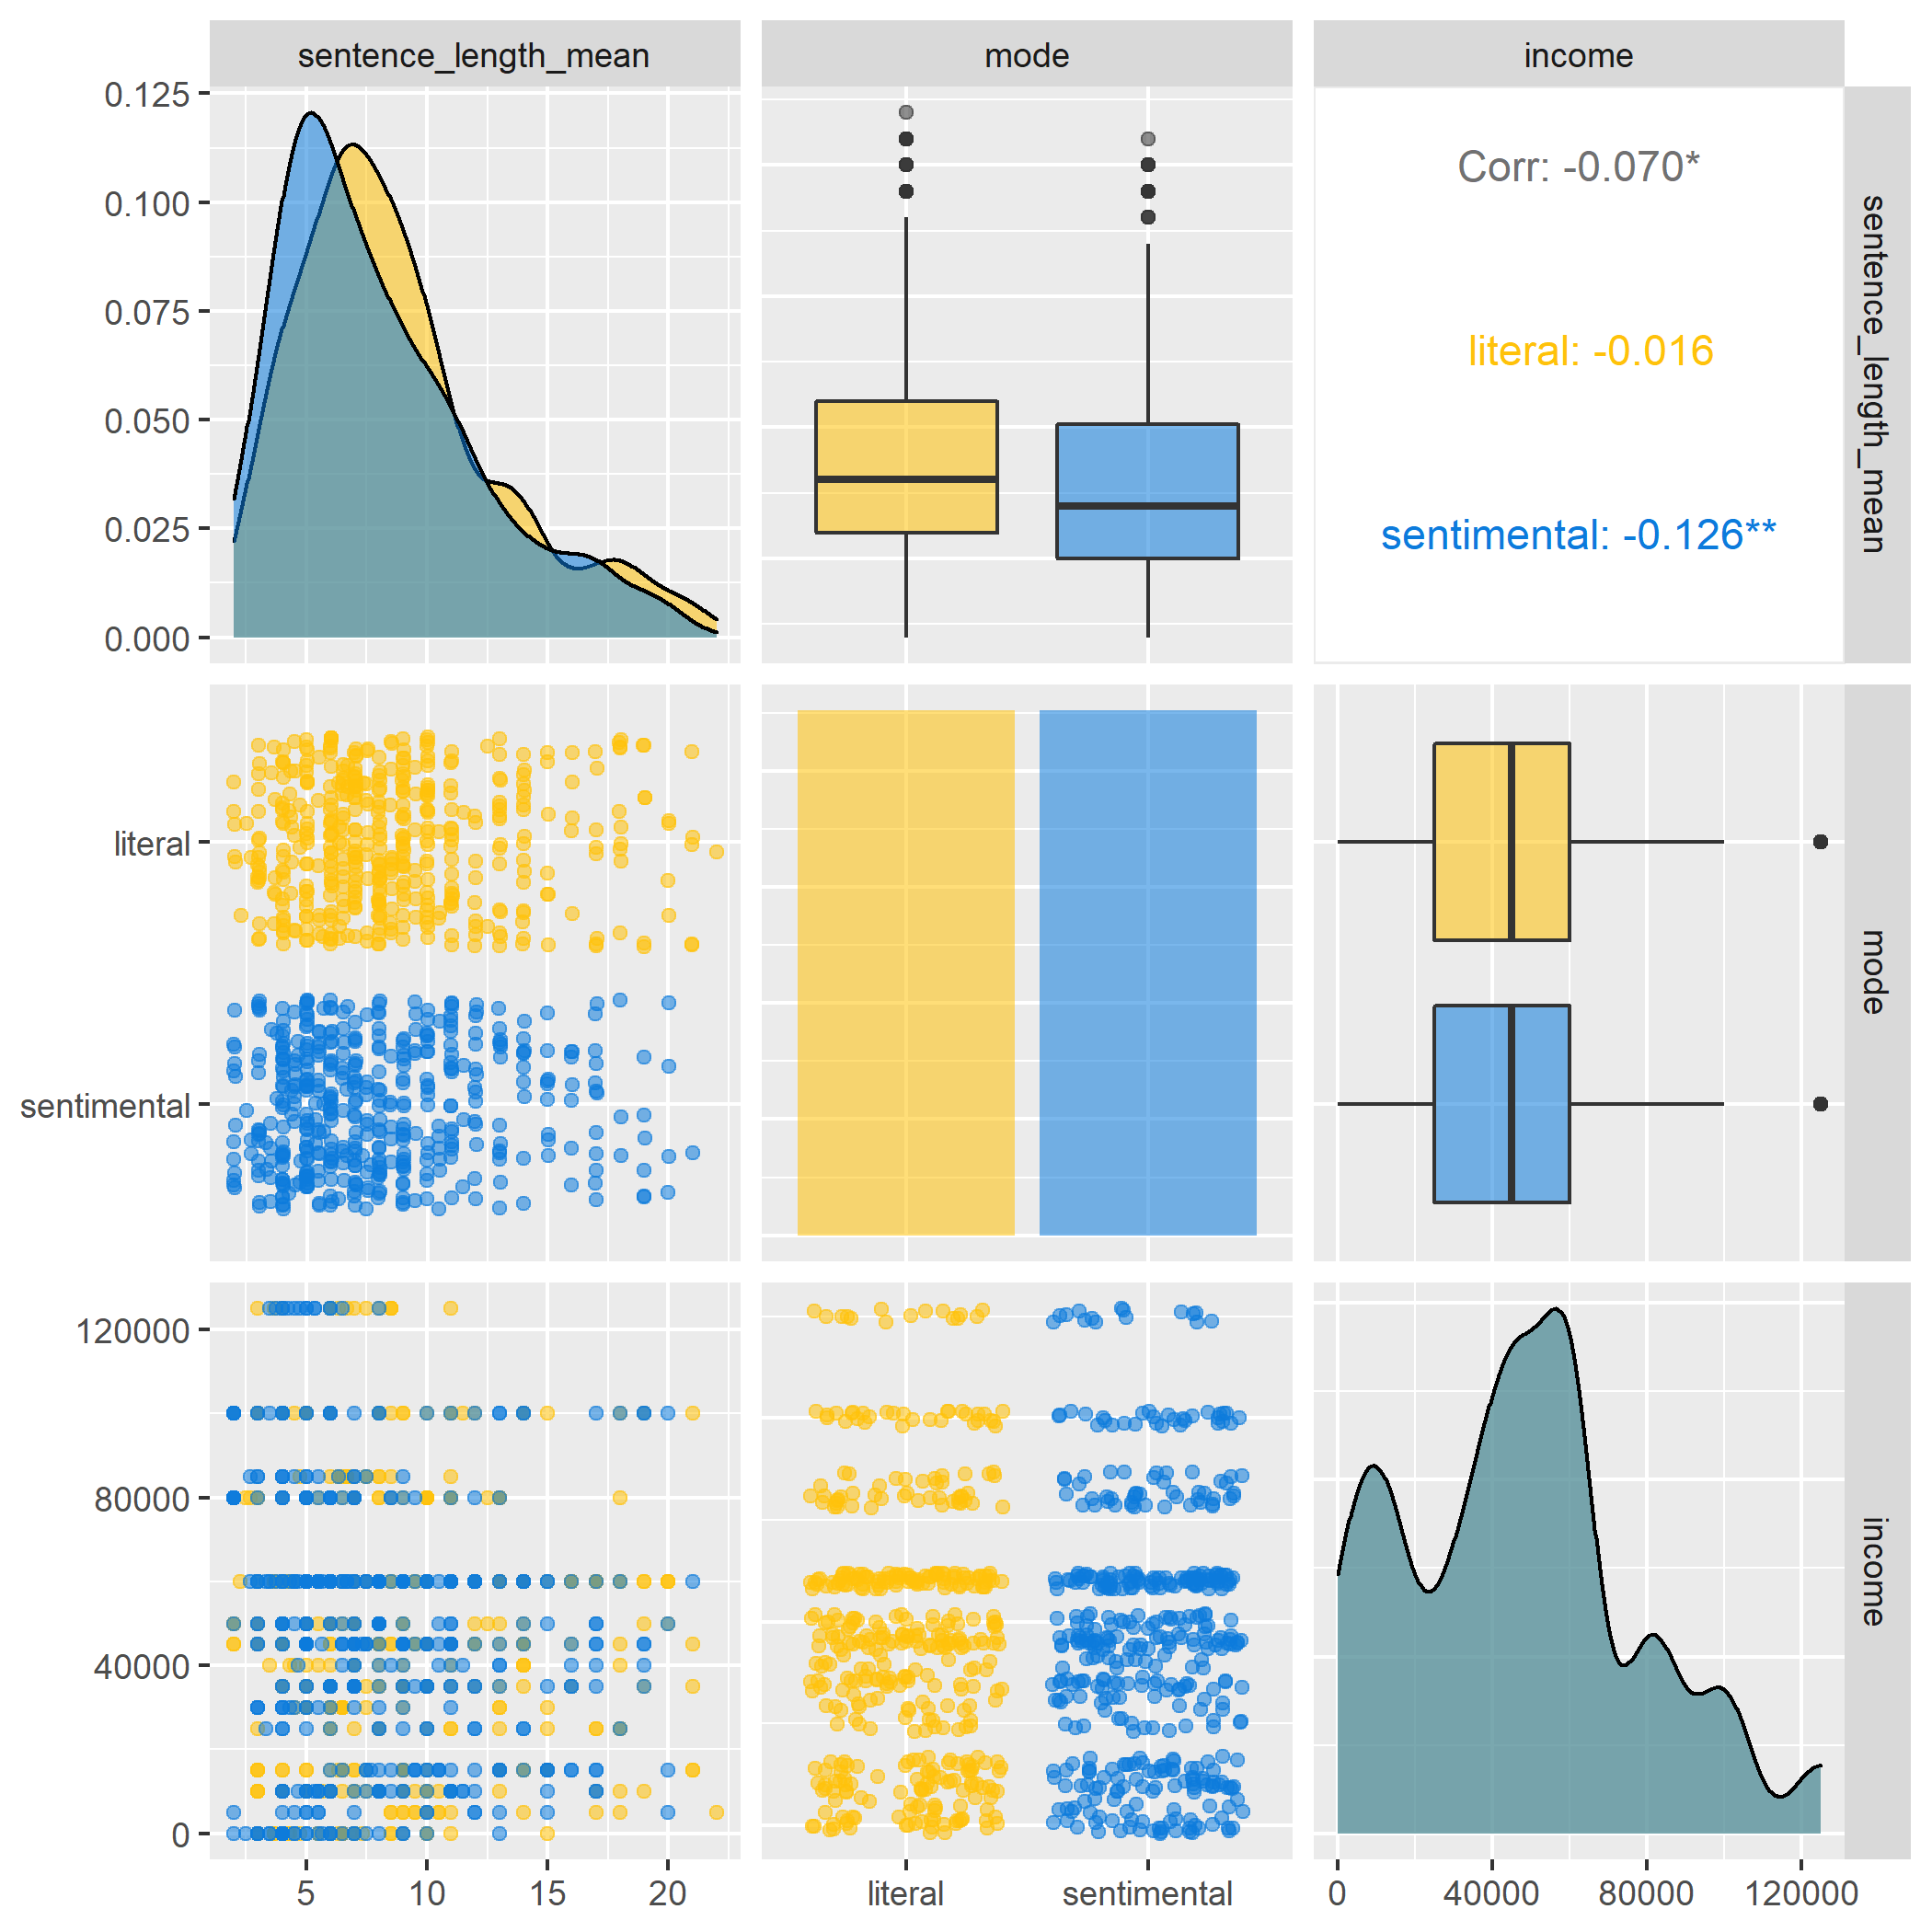 sentence_length_mean
mode
income
0.125
0.100
0.075
0.050
0.025
0.000
Corr: -0.070*
literal: -0.016
sentimental: -0.126**
sentence_length_mean
literal
sentimental
mode
120000
80000
40000
0
income
5 10 15 20
literal sentimental
0 40000 80000 120000